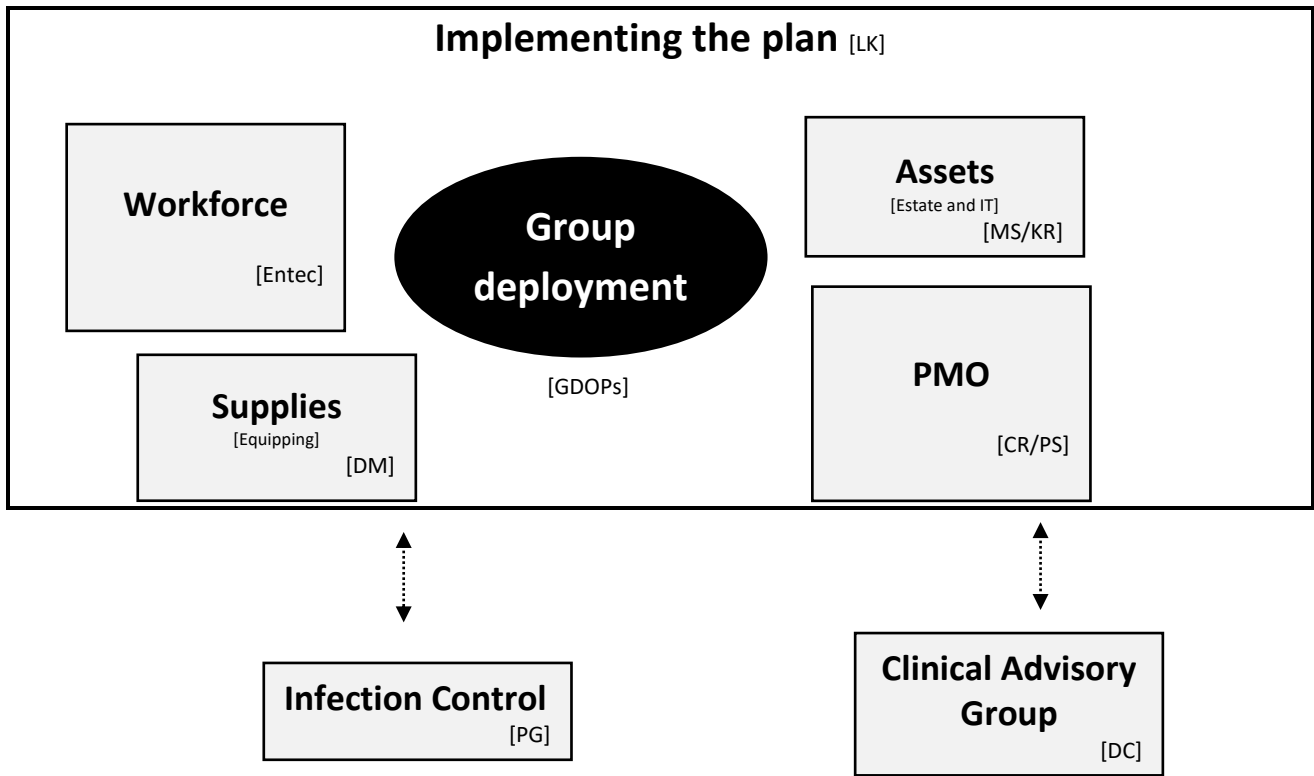 Implementing the plan [LK]
Workforce
[Entec]
Group
deployment
[GDOPs]
Assets
[Estate and IT]
[MS/KR]
Supplies
[Equipping]
[DM]
PMO
[CR/PS]
Infection Control
[PG]
Clinical Advisory
Group
[DC]